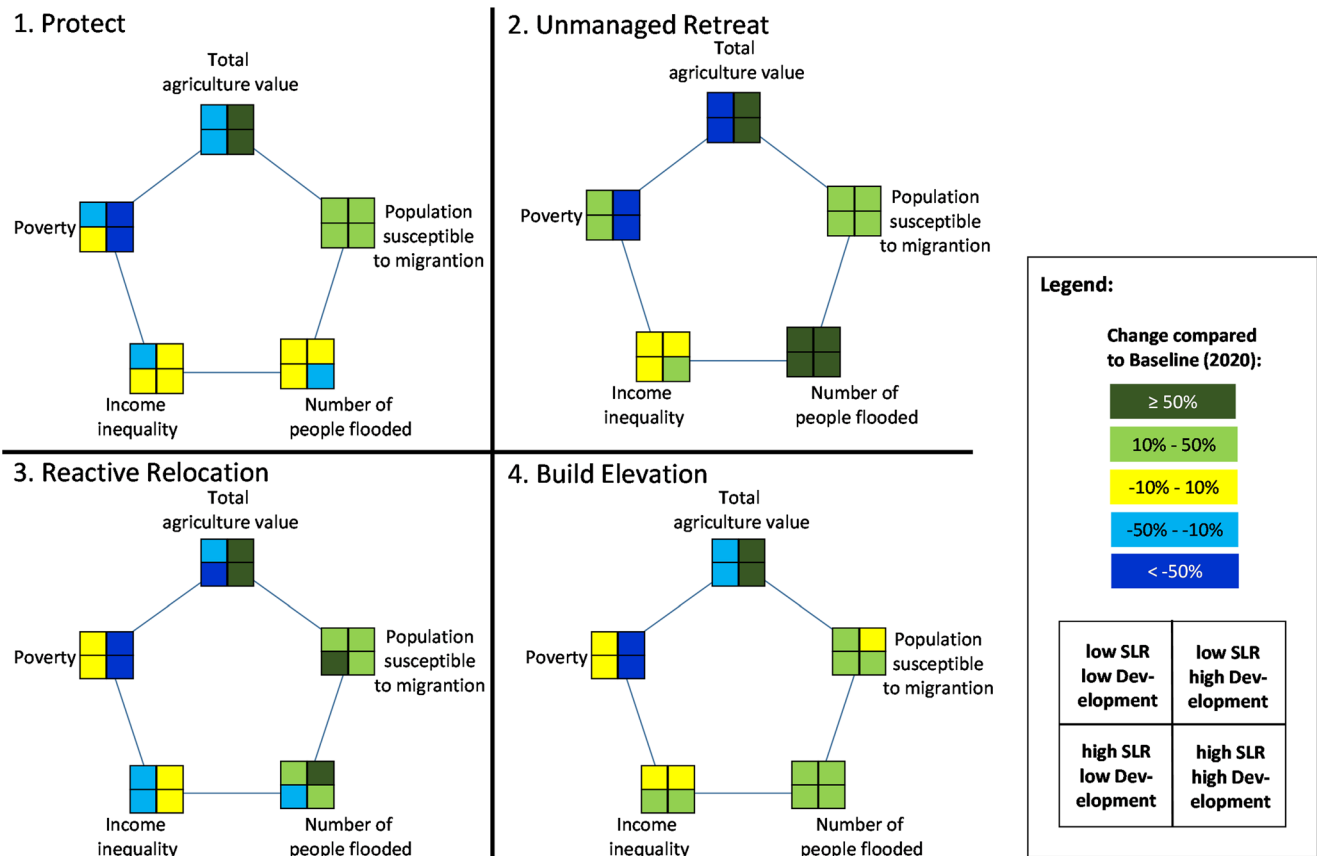 1. Protect
Total
agriculture value
Poverty
Population
susceptible
to migrantion
Income
inequality
Number of
people flooded
2. Unmanaged Retreat
Total
agriculture value
Poverty
Population
susceptible
to migrantion
Income
inequality
Number of
people flooded
3. Reactive Relocation
Total
agriculture value
Poverty
Population
susceptible
to migrantion
Income
inequality
Number of
people flooded
4. Build Elevation
Total
agriculture value
Poverty
Population
susceptible
to migrantion
Income
inequality
Number of
people flooded
Legend:
Change compared
to Baseline (2020):
≥ 50%
10% - 50%
-10% - 10%
-50% - -10%
< -50%
low SLR
low Dev-
elopment
low SLR
high Dev-
elopment
high SLR
low Dev-
elopment
high SLR
high Dev-
elopment